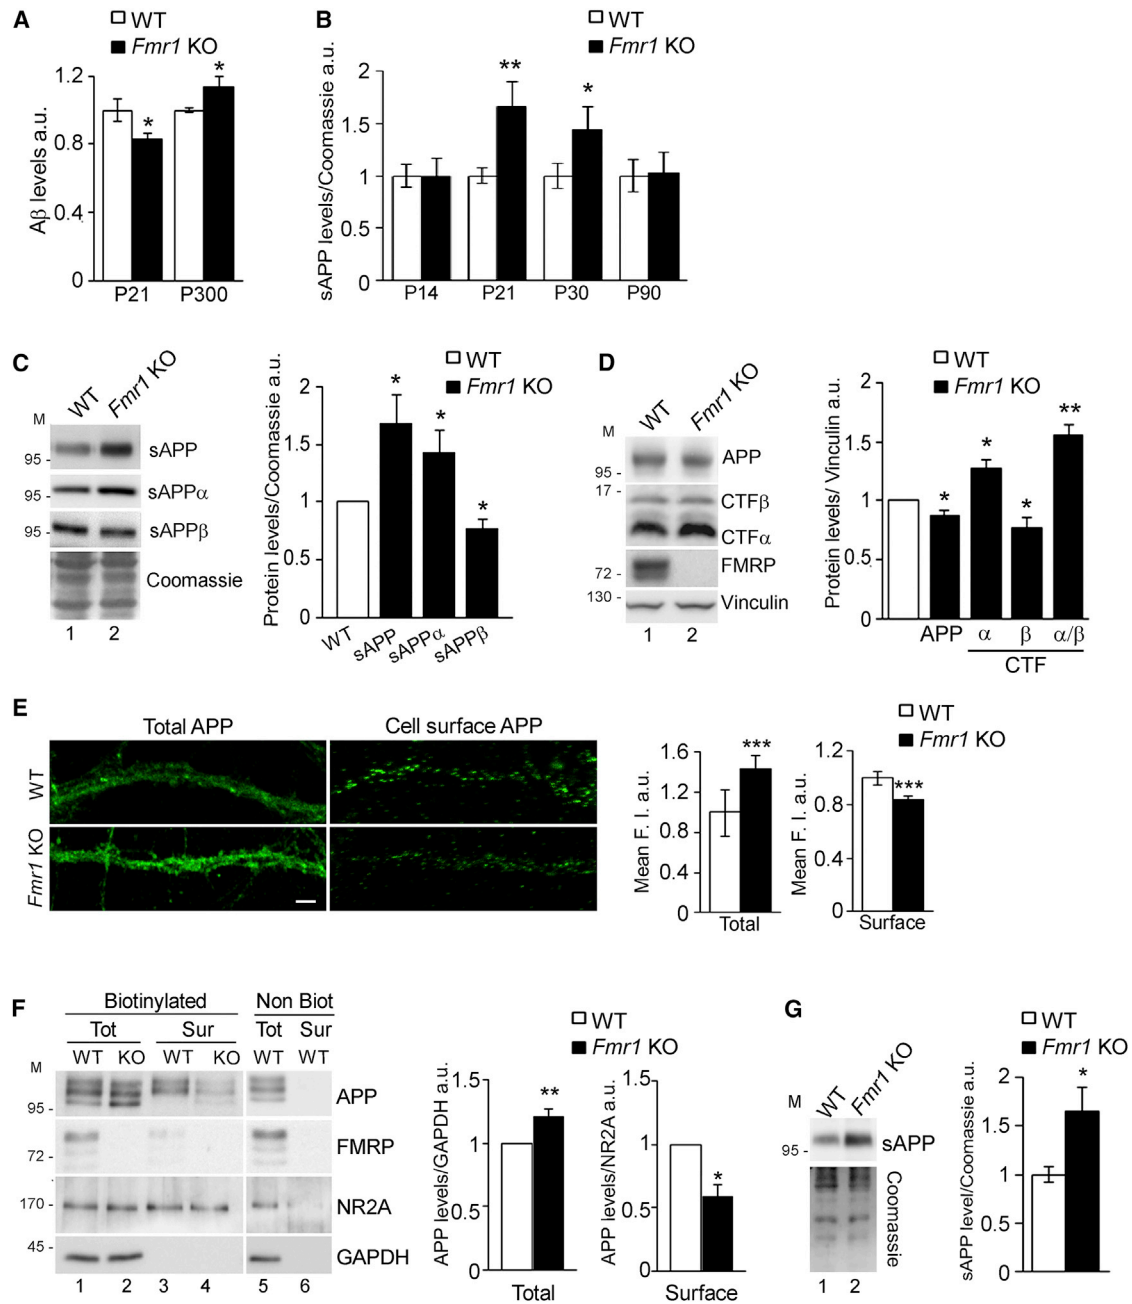 A
WT
Fmr1 KO
Aβ levels a.u.
1.2
0.8
0.4
0
*
*
P21
P300
B
WT
Fmr1 KO
sAPP levels/Coomassie a.u.
2
1.5
1
0.5
0
**
*
P14
P21
P30
P90
C
WT
Fmr1 KO
M
95 -
sAPP
95 -
sAPPα
95 -
sAPPβ
Coomassie
1 2
WT
Fmr1 KO
Protein levels/Coomassie a.u.
2
1.5
1
0.5
0
*
*
*
WT
sAPP
sAPPα
sAPPβ
D
WT
Fmr1 KO
M
APP
95 -
17 -
CTFβ
CTFα
FMRP
72 -
130 -
Vinculin
1 2
WT
Fmr1 KO
Protein levels/ Vinculin a.u.
2
1.5
1
0.5
0
*
*
*
**
APP α β α/β
CTF
E
Total APP
Cell surface APP
WT
Fmr1 KO
WT
Fmr1 KO
Mean F. I. a.u.
1.6
1.2
0.8
0.4
0
***
Total
Mean F. I. a.u.
1.2
0.8
0.4
0
***
Surface
F
Biotinylated Non Biot
Tot Sur Tot Sur
WT KO WT KO WT WT
M
95 -
APP
FMRP
72 -
170 -
NR2A
45 -
GAPDH
1 2 3 4 5 6
WT
Fmr1 KO
APP levels/GAPDH a.u.
1.5
1
0.5
0
**
Total
APP levels/NR2A a.u.
1.5
1
0.5
0
*
Surface
G
WT
Fmr1 KO
M
95 -
sAPP
Coomassie
1 2
WT
Fmr1 KO
sAPP level/Coomassie a.u.
2
1.5
1
0.5
0
*